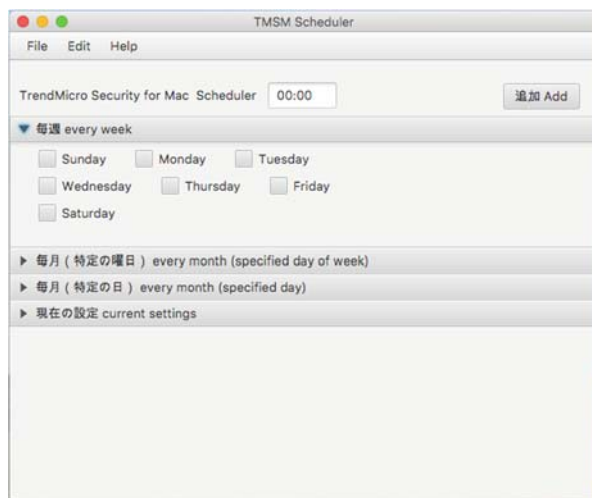 TMSM Scheduler
File Edit Help
TrendMicro Security for Mac Scheduler 00:00 追加 Add
毎週 every week
Sunday Monday Tuesday
Wednesday Thursday Friday
Saturday
毎月 ( 特定の曜日 ) every month (specified day of week)
毎月 ( 特定の日 ) every month (specified day)
現在の設定 current settings